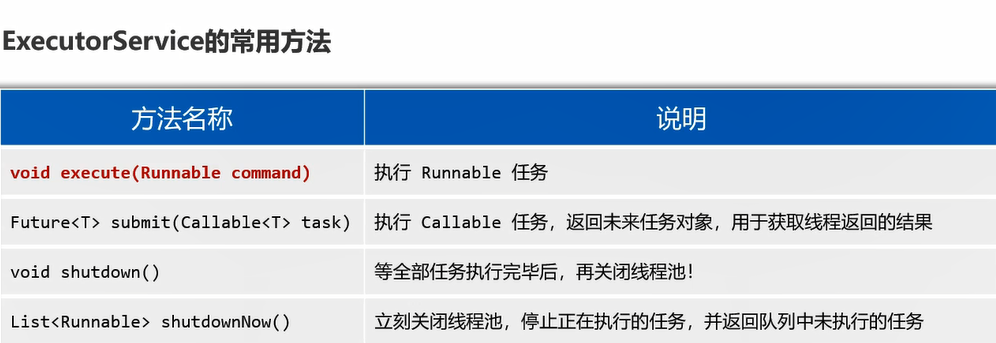 ExecutorService的常用方法
方法名称 说明
void execute(Runnable command) 执行 Runnable 任务
Future<T> submit(Callable<T> task) 执行 Callable 任务，返回未来任务对象，用于获取线程返回的结果
void shutdown() 等全部任务执行完毕后，再关闭线程池！
List<Runnable> shutdownNow() 立刻关闭线程池，停止正在执行的任务，并返回队列中未执行的任务